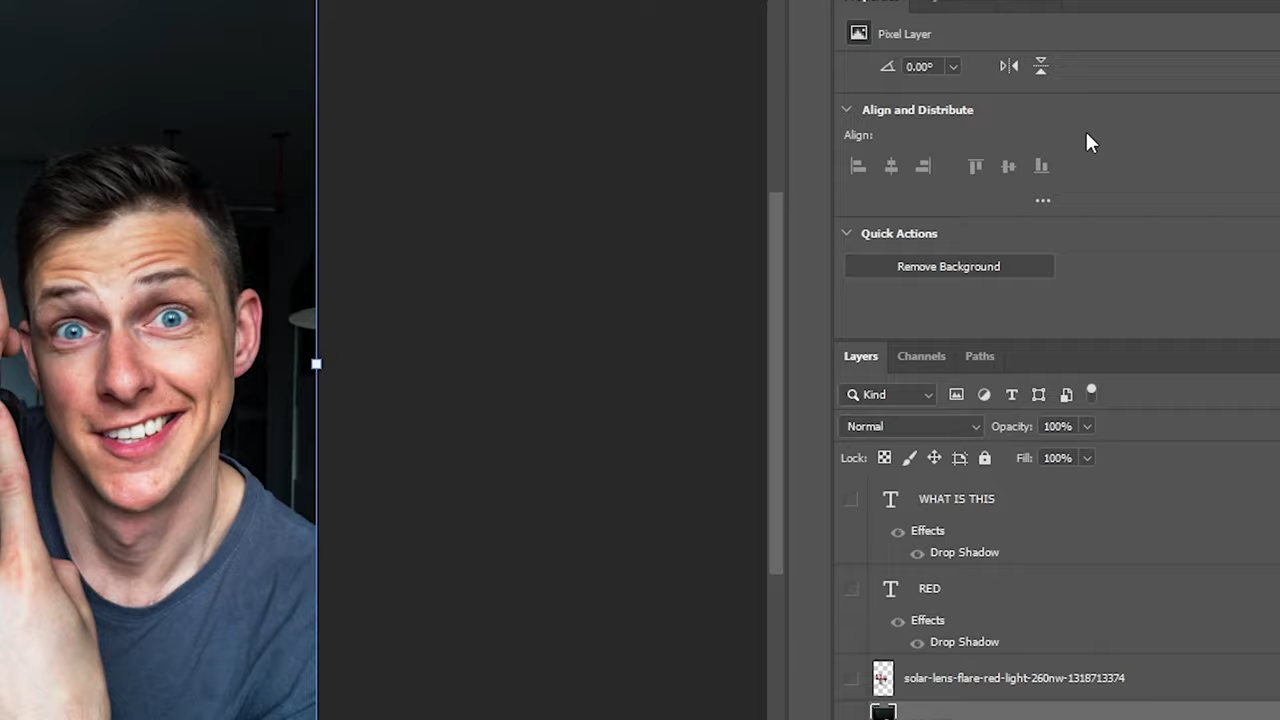 Pixel Layer
0.00°
Align and Distribute
Align:
Quick Actions
Remove Background
Layers Channels Paths
Kind
Normal Opacity: 100%
Lock: Fill: 100%
WHAT IS THIS
Effects
Drop Shadow
RED
Effects
Drop Shadow
solar-lens-flare-red-light-260nw-1318713374